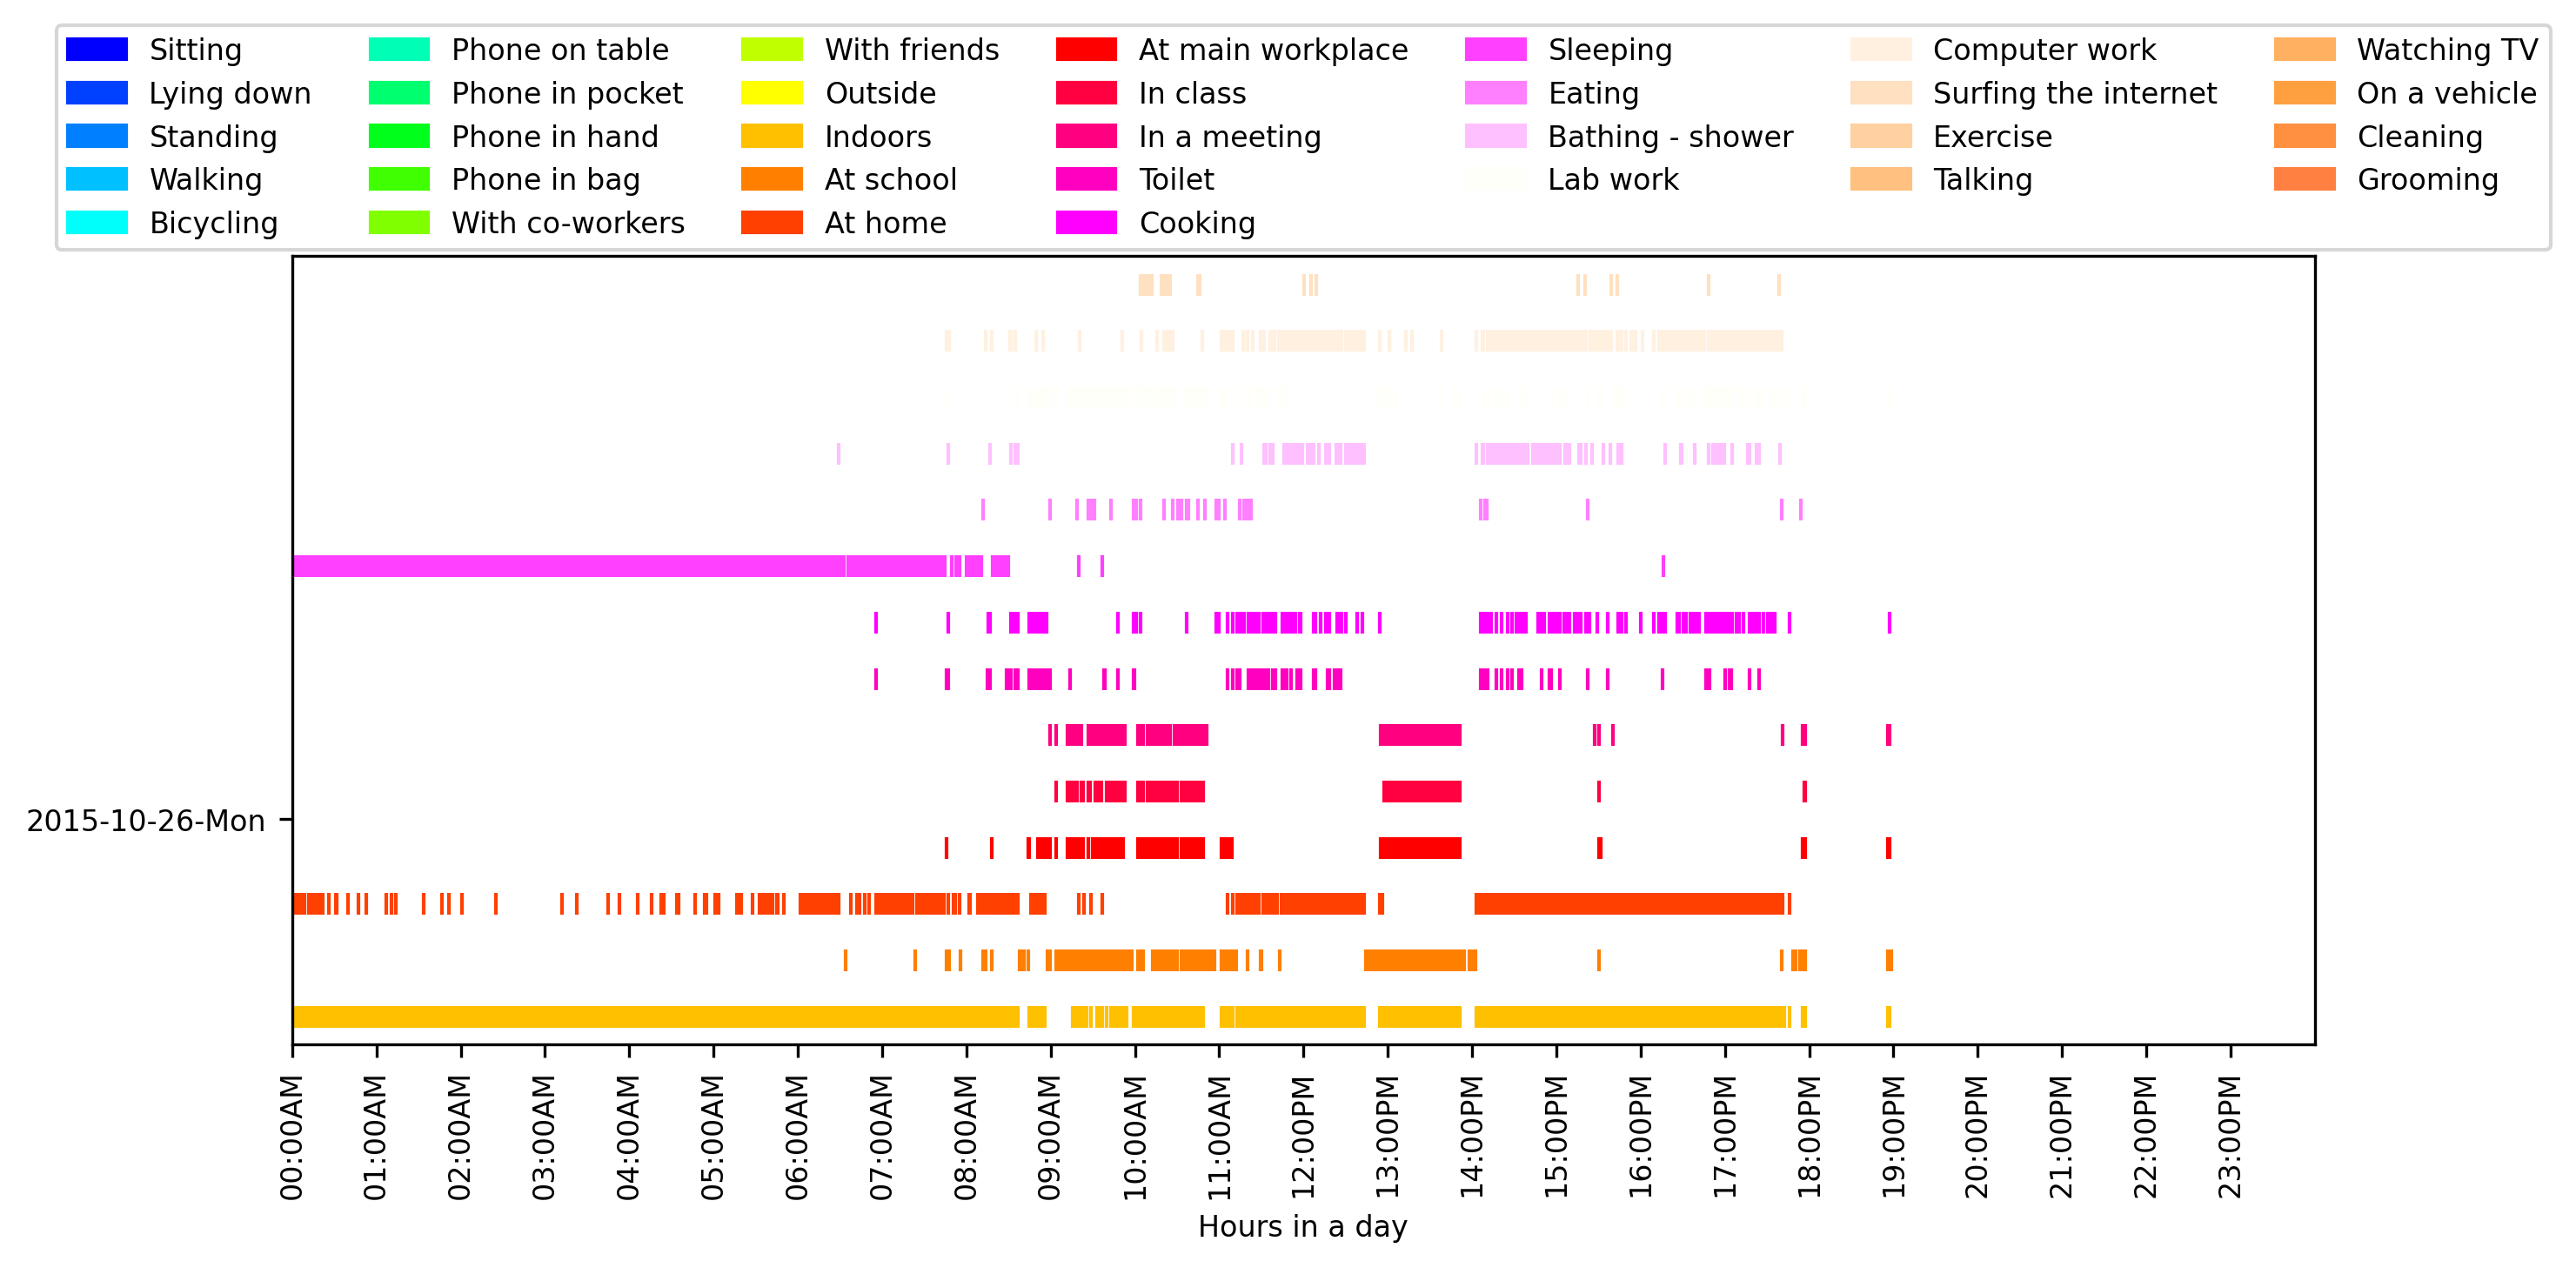 Sitting
Lying down
Standing
Walking
Bicycling
Phone on table
Phone in pocket
Phone in hand
Phone in bag
With co-workers
With friends
Outside
Indoors
At school
At home
At main workplace
In class
In a meeting
Toilet
Cooking
Sleeping
Eating
Bathing - shower
Lab work
Computer work
Surfing the internet
Exercise
Talking
Watching TV
On a vehicle
Cleaning
Grooming
2015-10-26-Mon
00:00AM
01:00AM
02:00AM
03:00AM
04:00AM
05:00AM
06:00AM
07:00AM
08:00AM
09:00AM
10:00AM
11:00AM
12:00PM
13:00PM
14:00PM
15:00PM
16:00PM
17:00PM
18:00PM
19:00PM
20:00PM
21:00PM
22:00PM
23:00PM
Hours in a day